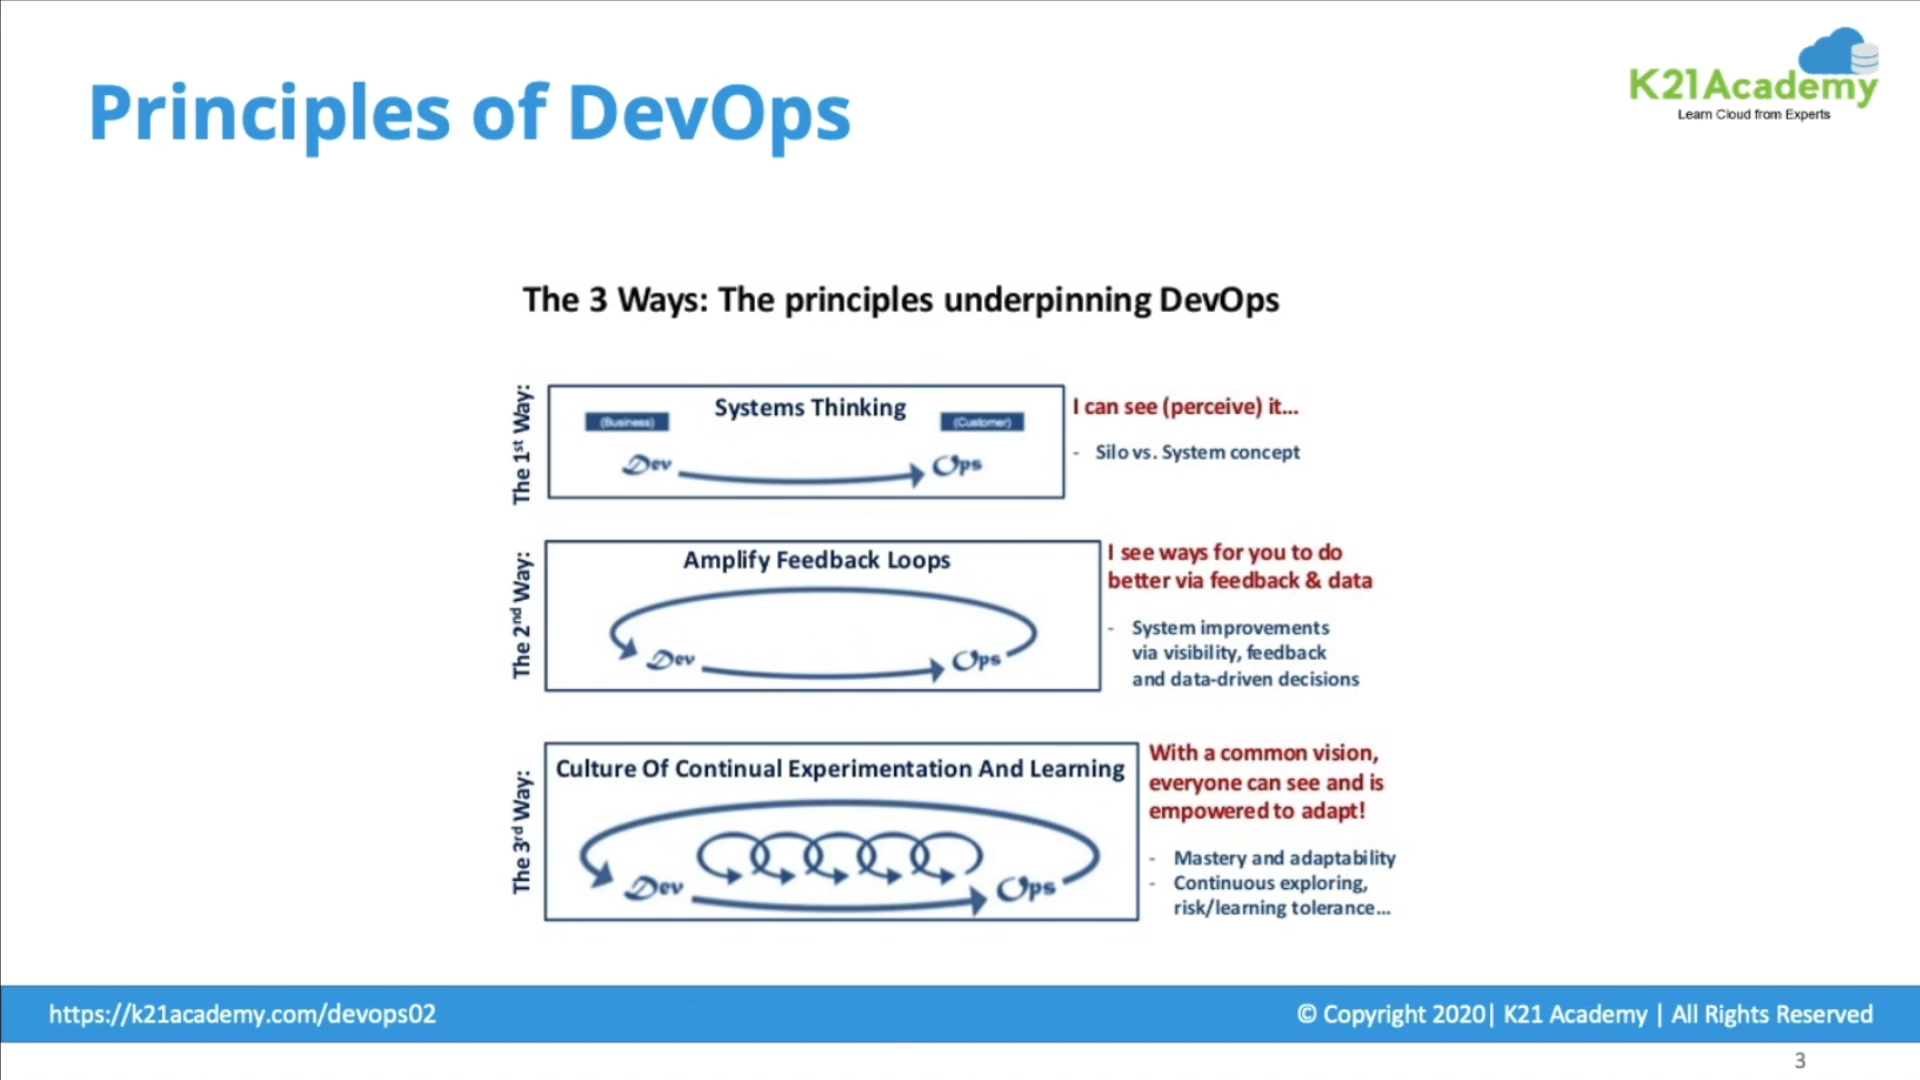 Principles of DevOps
K21Academy
Learn Cloud from Experts
The 3 Ways: The principles underpinning DevOps
The 1st Way:
Systems Thinking
(Business)
(Customer)
Dev
Ops
I can see (perceive) it...
- Silo vs. System concept
The 2nd Way:
Amplify Feedback Loops
Dev
Ops
I see ways for you to do
better via feedback & data
- System improvements
via visibility, feedback
and data-driven decisions
The 3rd Way:
Culture Of Continual Experimentation And Learning
Dev
Ops
With a common vision,
everyone can see and is
empowered to adapt!
- Mastery and adaptability
- Continuous exploring,
risk/learning tolerance...
https://k21academy.com/devops02
© Copyright 2020| K21 Academy | All Rights Reserved
3